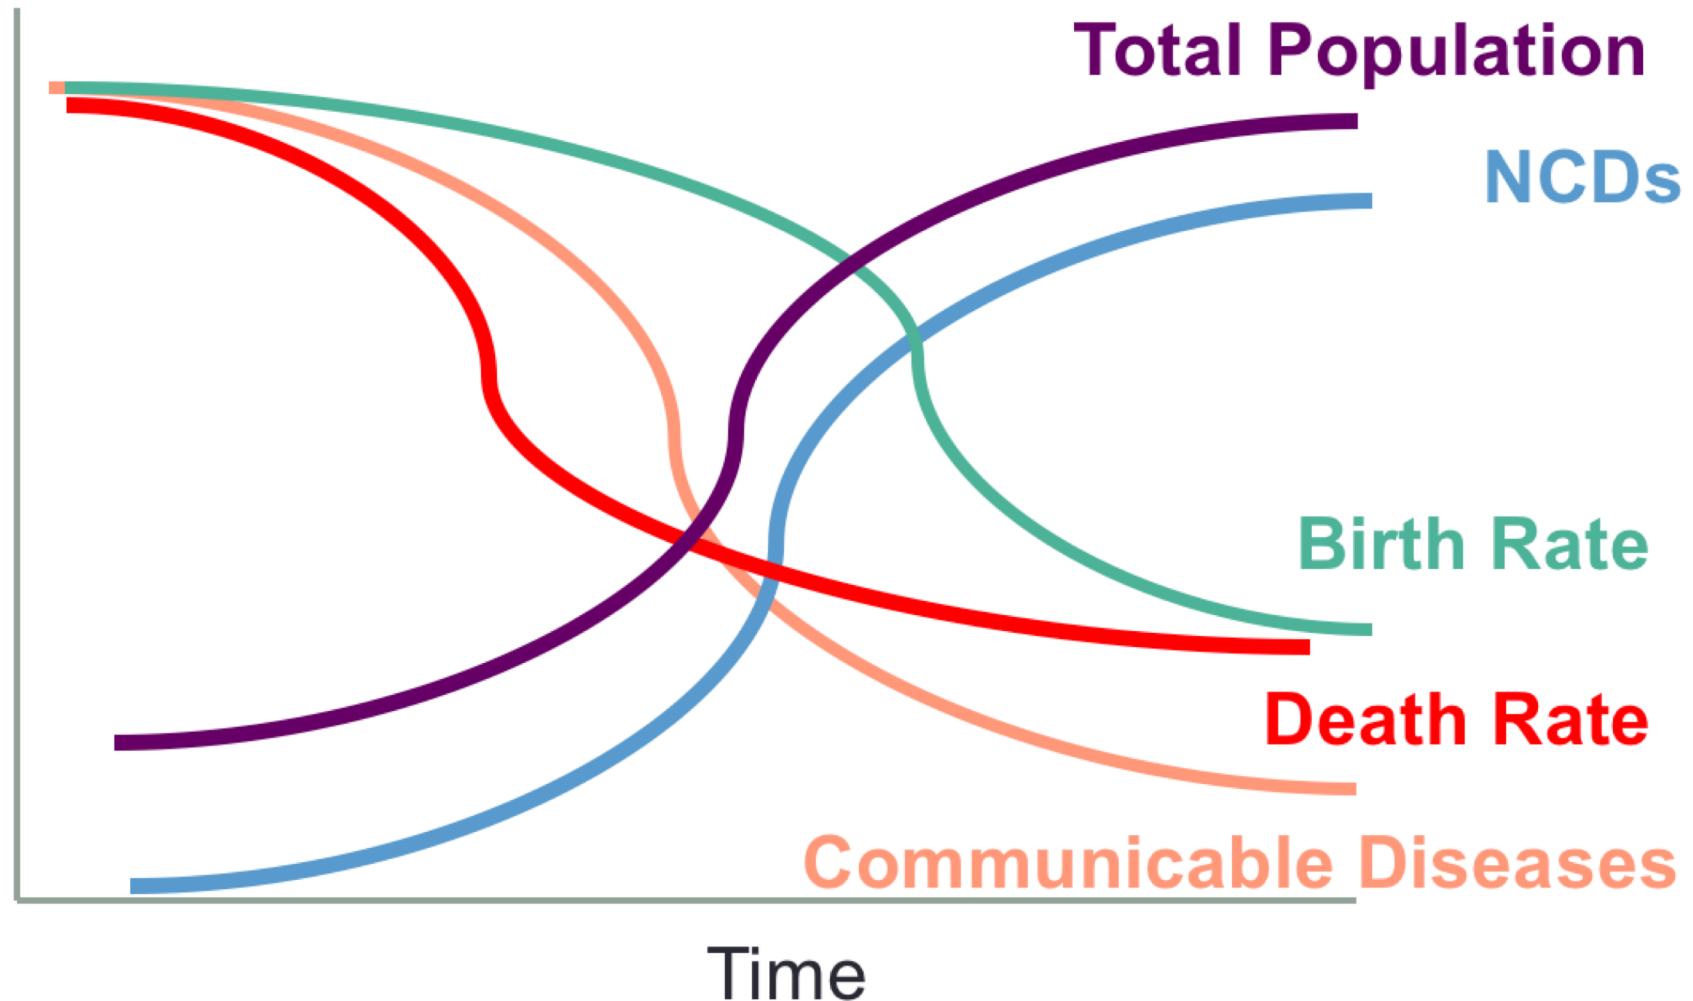 Total Population
NCDs
Birth Rate
Death Rate
Communicable Diseases
Time